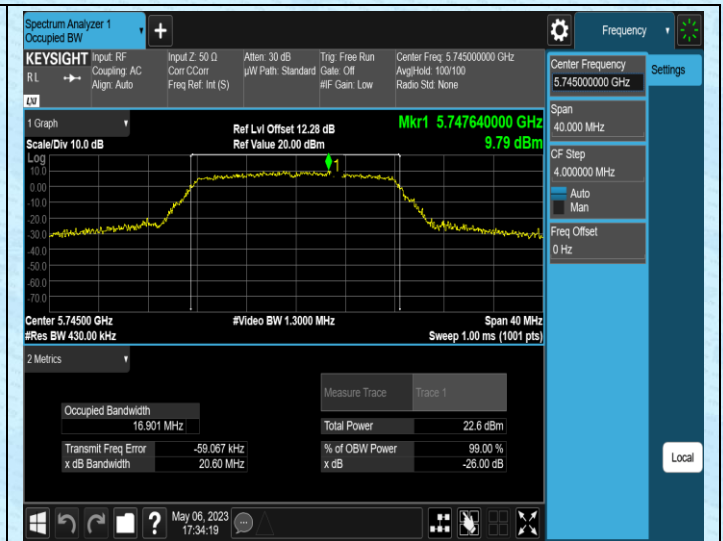 Spectrum Analyzer 1
Occupied BW
Frequency
KEYSIGHT
R L
LXI
Input: RF
Coupling: AC
Align: Auto
Input Z: 50 Ω
Corr CCorr
Freq Ref: Int (S)
Atten: 30 dB
µW Path: Standard
Trig: Free Run
Gate: Off
#IF Gain: Low
Center Freq: 5.745000000 GHz
Avg|Hold: 100/100
Radio Std: None
Center Frequency
5.745000000 GHz
Settings
Span
40.000 MHz
CF Step
4.000000 MHz
Auto
Man
Freq Offset
0 Hz
Local
1 Graph
Scale/Div 10.0 dB
Ref Lvl Offset 12.28 dB
Ref Value 20.00 dBm
Mkr1 5.747640000 GHz
9.79 dBm
Log
10.0
0.00
-10.0
-20.0
-30.0
-40.0
-50.0
-60.0
-70.0
1
Center 5.74500 GHz
#Res BW 430.00 kHz
#Video BW 1.3000 MHz
Span 40 MHz
Sweep 1.00 ms (1001 pts)
2 Metrics
Measure Trace Trace 1
Occupied Bandwidth
16.901 MHz
Total Power 22.6 dBm
Transmit Freq Error -59.067 kHz
% of OBW Power 99.00 %
x dB Bandwidth 20.60 MHz
x dB -26.00 dB
?
May 06, 2023
17:34:19